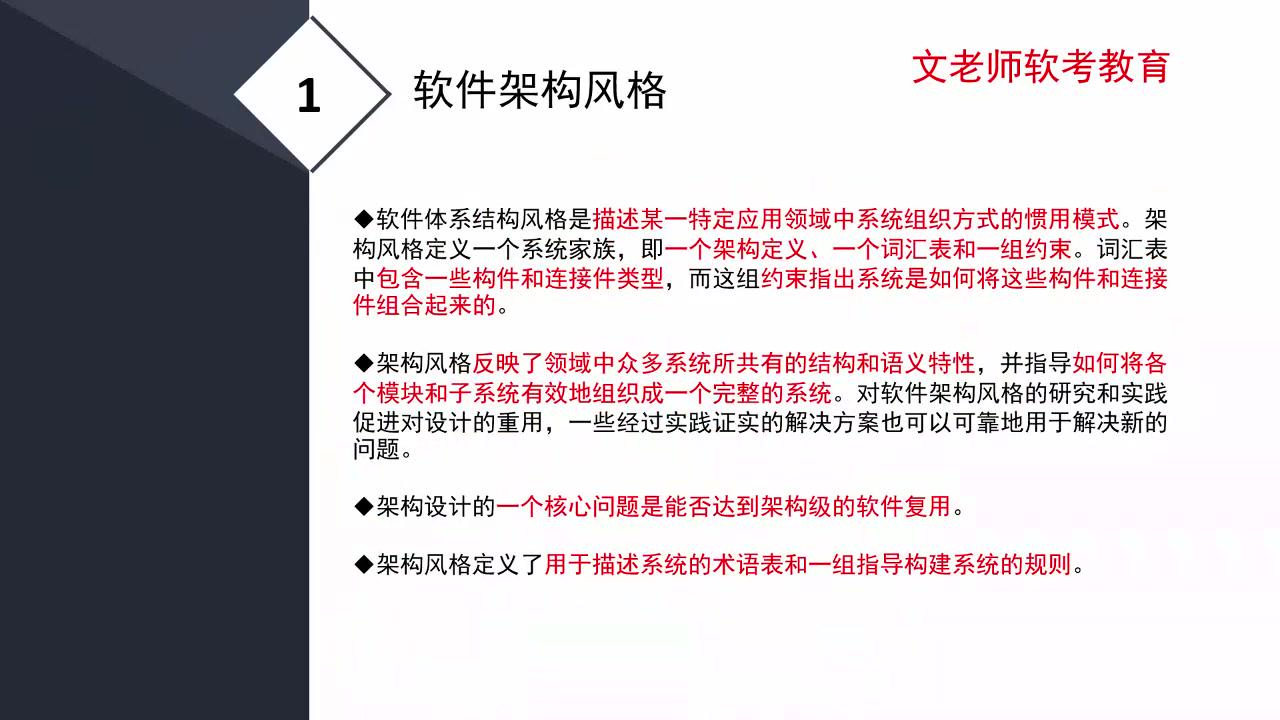 1
软件架构风格
文老师软考教育
◆软件体系结构风格是描述某一特定应用领域中系统组织方式的惯用模式。架
构风格定义一个系统家族，即一个架构定义、一个词汇表和一组约束。词汇表
中包含一些构件和连接件类型，而这组约束指出系统是如何将这些构件和连接
件组合起来的。
◆架构风格反映了领域中众多系统所共有的结构和语义特性，并指导如何将各
个模块和子系统有效地组织成一个完整的系统。对软件架构风格的研究和实践
促进对设计的重用，一些经过实践证实的解决方案也可以可靠地用于解决新的
问题。
◆架构设计的一个核心问题是能否达到架构级的软件复用。
◆架构风格定义了用于描述系统的术语表和一组指导构建系统的规则。